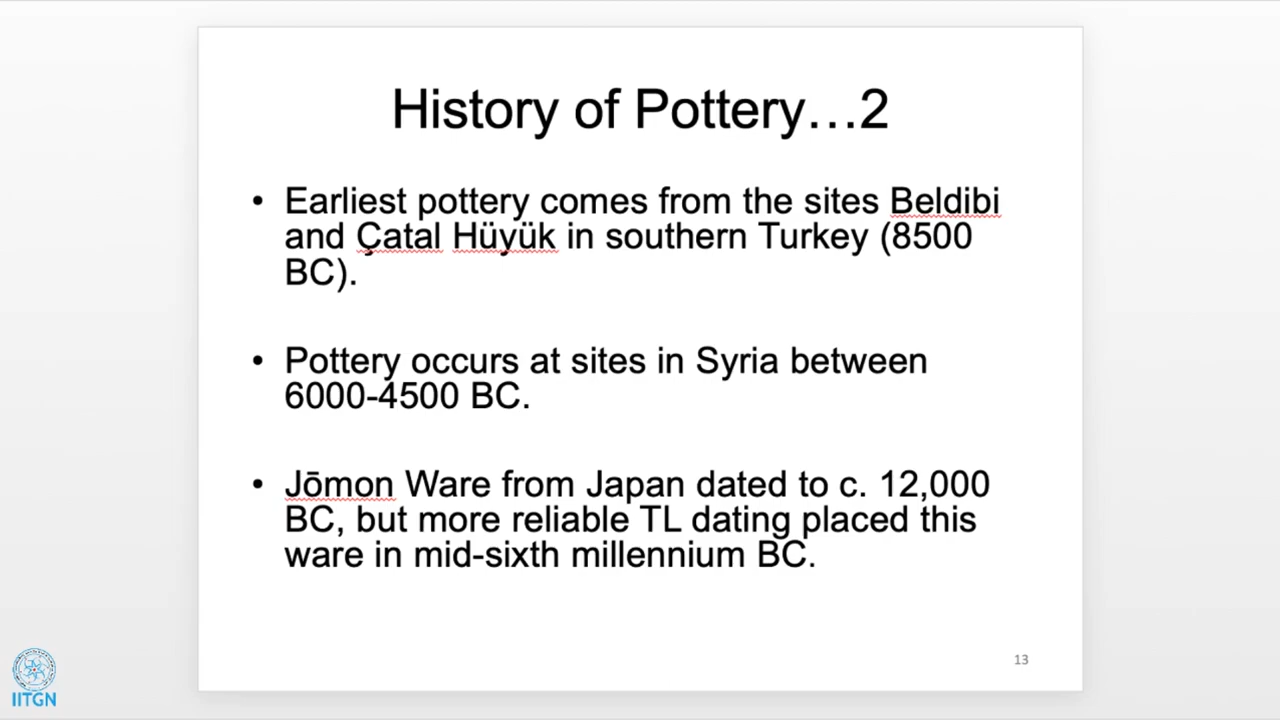 History of Pottery…2
• Earliest pottery comes from the sites Beldibi
and Çatal Hüyük in southern Turkey (8500
BC).
• Pottery occurs at sites in Syria between
6000-4500 BC.
• Jōmon Ware from Japan dated to c. 12,000
BC, but more reliable TL dating placed this
ware in mid-sixth millennium BC.
13
IITGN